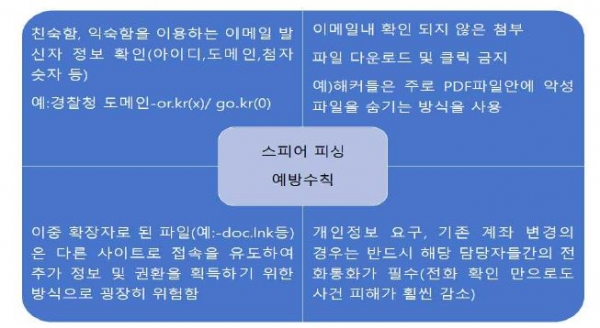 친숙함, 익숙함을 이용하는 이메일 발
신자 정보 확인(아이디,도메인,첨자
숫자 등)
예:경찰청 도메인-or.kr(x)/ go.kr(0)
이메일내 확인 되지 않은 첨부
파일 다운로드 및 클릭 금지
예)해커들은 주로 PDF파일안에 악성
파일을 숨기는 방식을 사용
스피어 피싱
예방수칙
이중 확장자로 된 파일(예:-doc.lnk등)
은 다른 사이트로 접속을 유도하여
추가 정보 및 권환을 획득하기 위한
방식으로 굉장히 위험함
개인정보 요구, 기존 계좌 변경의
경우는 반드시 해당 담당자들간의 전
화통화가 필수(전화 확인 만으로도
사건 피해가 훨씬 감소)